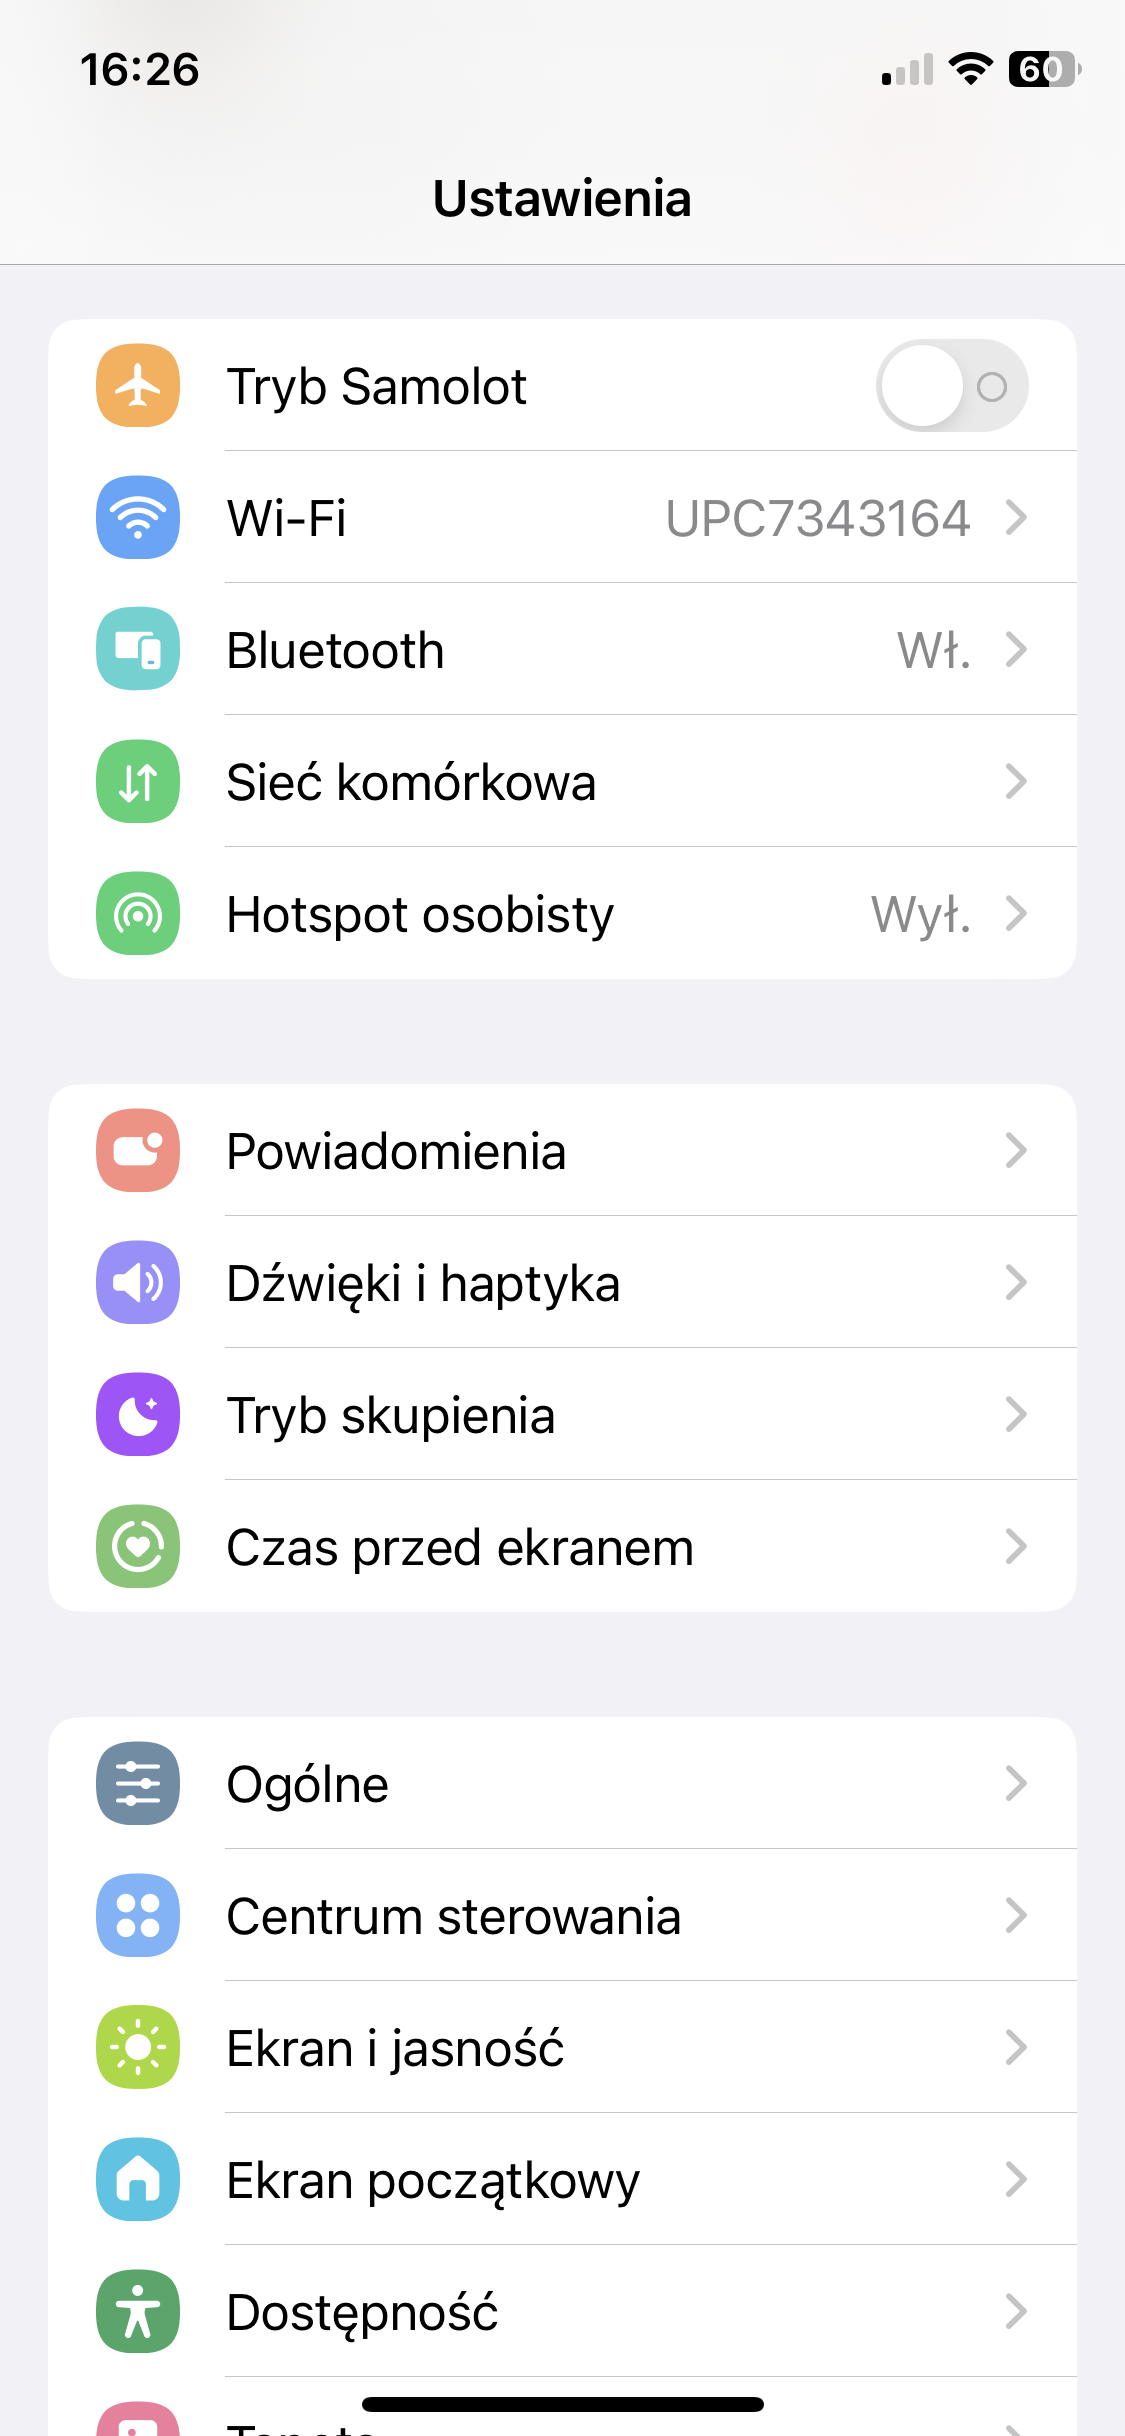 16:26
60
Ustawienia
Tryb Samolot
Wi-Fi UPC7343164
Bluetooth Wł.
Sieć komórkowa
Hotspot osobisty Wył.
Powiadomienia
Dźwięki i haptyka
Tryb skupienia
Czas przed ekranem
Ogólne
Centrum sterowania
Ekran i jasność
Ekran początkowy
Dostępność